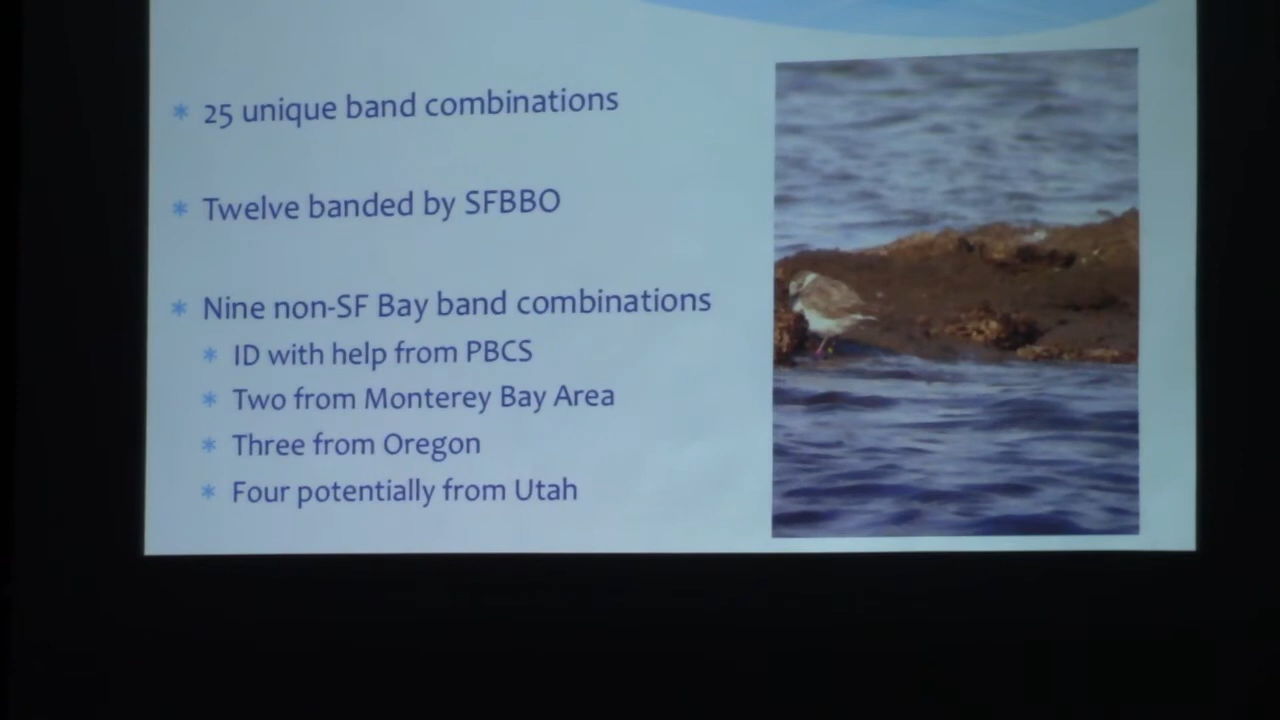 * 25 unique band combinations
* Twelve banded by SFBBO
* Nine non-SF Bay band combinations
* ID with help from PBCS
* Two from Monterey Bay Area
* Three from Oregon
* Four potentially from Utah